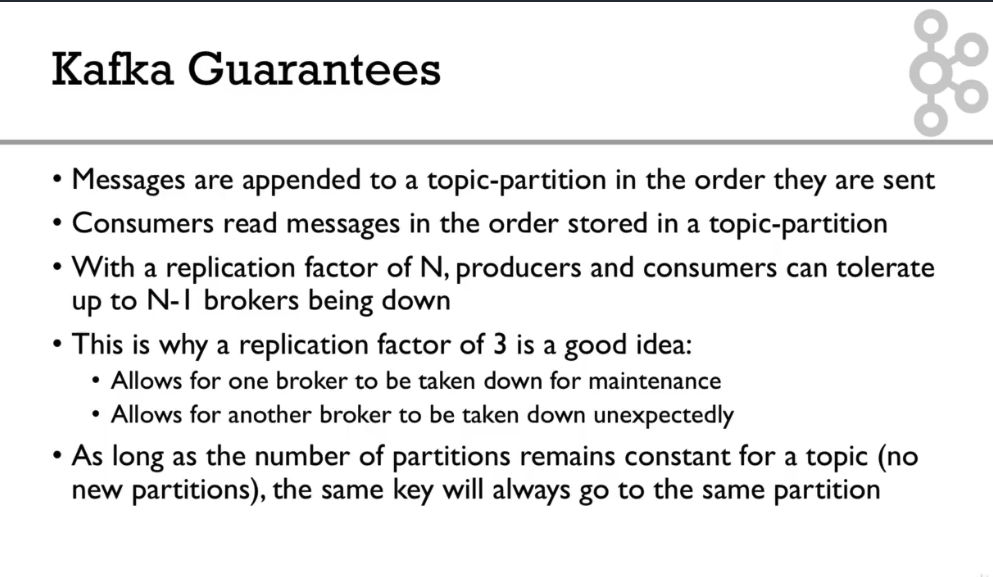 Kafka Guarantees
• Messages are appended to a topic-partition in the order they are sent
• Consumers read messages in the order stored in a topic-partition
• With a replication factor of N, producers and consumers can tolerate
up to N-1 brokers being down
• This is why a replication factor of 3 is a good idea:
• Allows for one broker to be taken down for maintenance
• Allows for another broker to be taken down unexpectedly
• As long as the number of partitions remains constant for a topic (no
new partitions), the same key will always go to the same partition